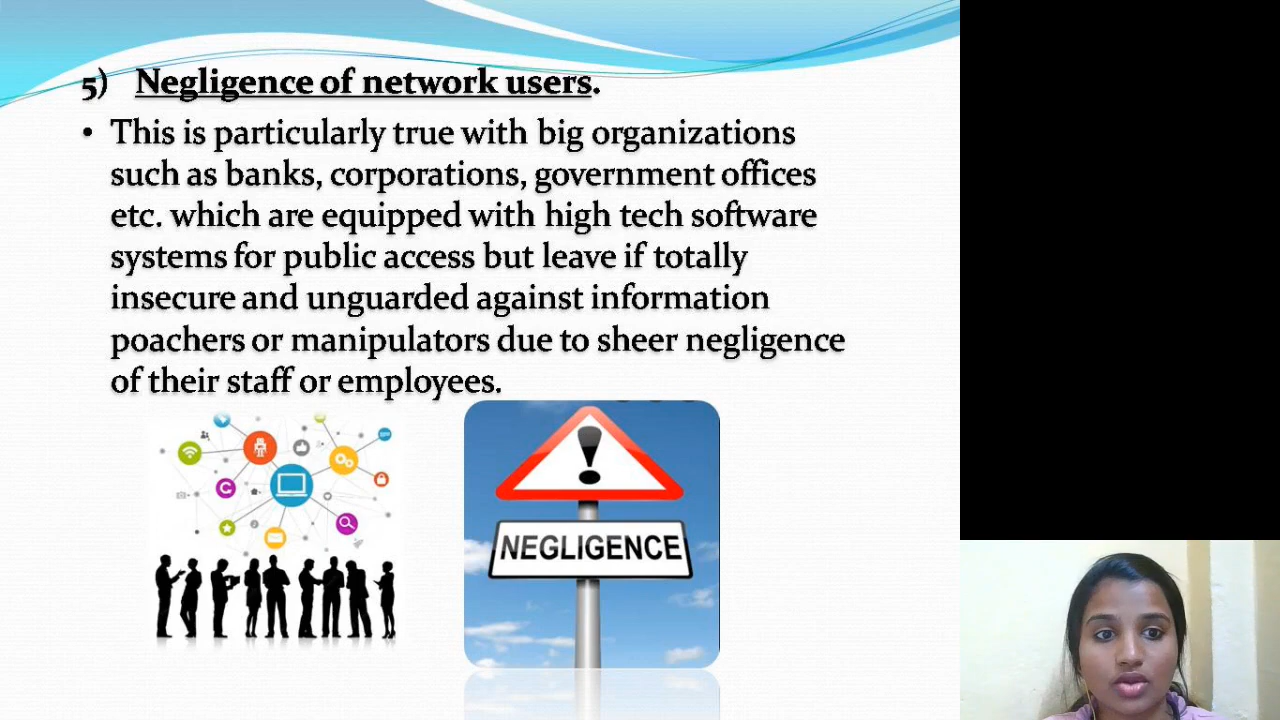 5) Negligence of network users.
• This is particularly true with big organizations
such as banks, corporations, government offices
etc. which are equipped with high tech software
systems for public access but leave if totally
insecure and unguarded against information
poachers or manipulators due to sheer negligence
of their staff or employees.
NEGLIGENCE